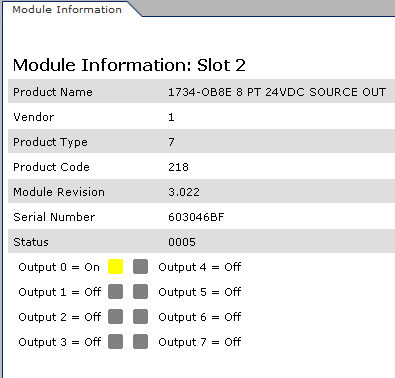 Module Information
Module Information: Slot 2
Product Name 1734-OB8E 8 PT 24VDC SOURCE OUT
Vendor 1
Product Type 7
Product Code 218
Module Revision 3.022
Serial Number 603046BF
Status 0005
Output 0 = On Output 4 = Off
Output 1 = Off Output 5 = Off
Output 2 = Off Output 6 = Off
Output 3 = Off Output 7 = Off